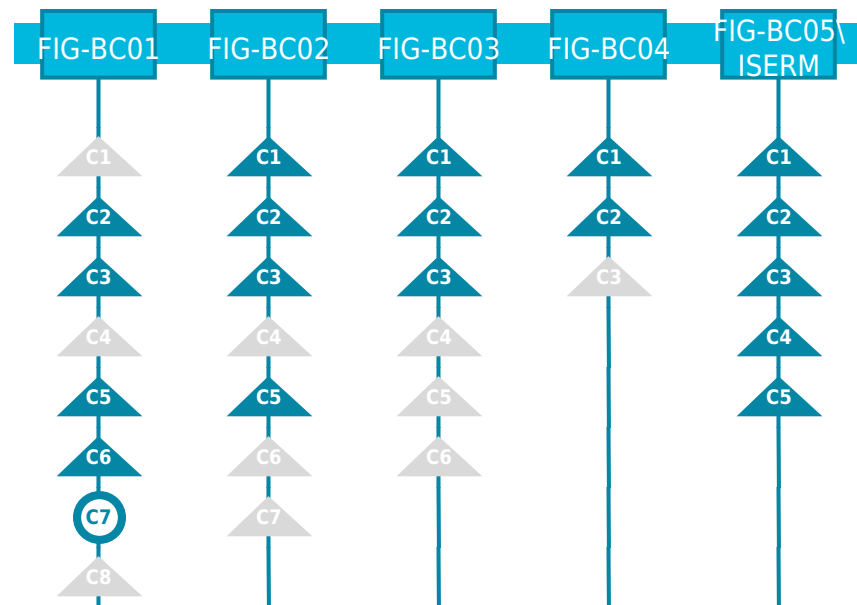 FIG-BC01 FIG-BC02 FIG-BC03 FIG-BC04 FIG-BC05\
ISERM
C1 C1 C1 C1 C1
C2 C2 C2 C2 C2
C3 C3 C3 C3 C3
C4 C4 C4 C4
C5 C5 C5 C5
C6 C6 C6
C7 C7
C8